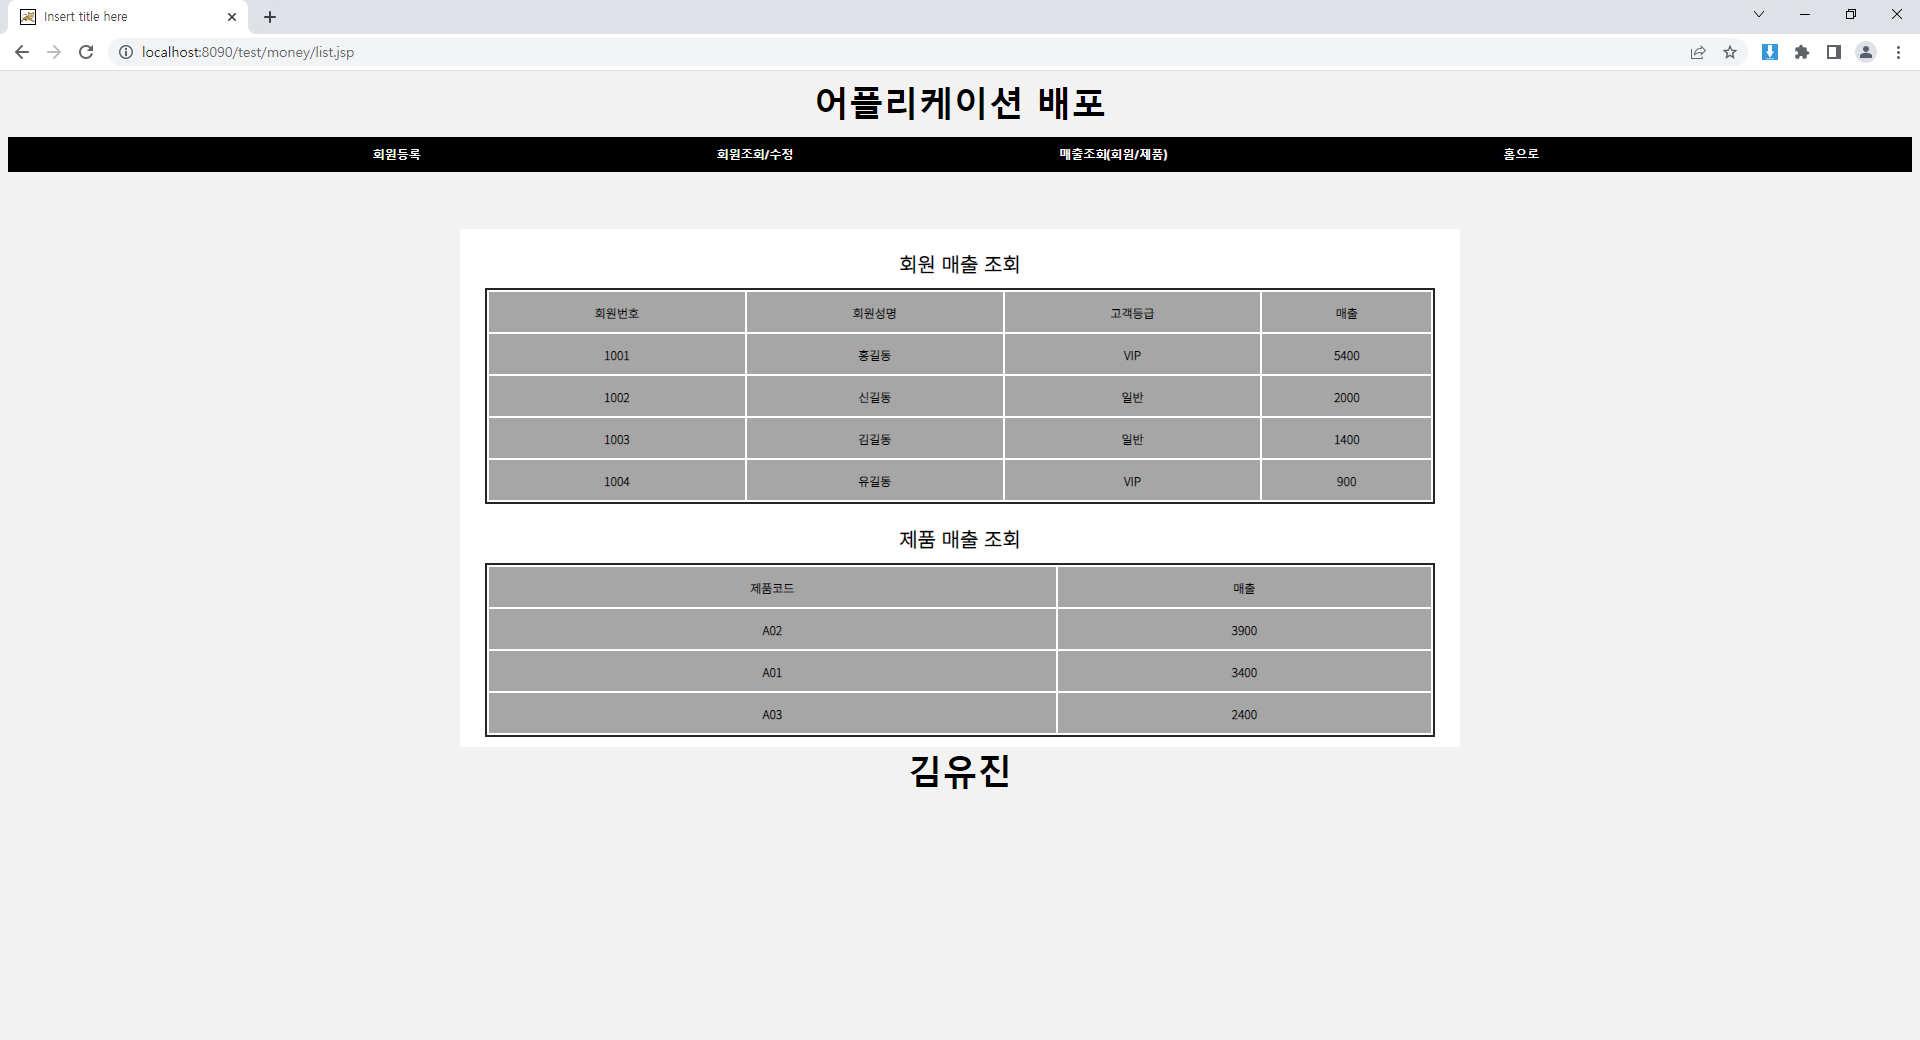 Insert title here
localhost:8090/test/money/list.jsp
어플리케이션 배포
회원등록 회원조회/수정 매출조회(회원/제품) 홈으로
회원 매출 조회
회원번호 회원성명 고객등급 매출
1001 홍길동 VIP 5400
1002 신길동 일반 2000
1003 김길동 일반 1400
1004 유길동 VIP 900
제품 매출 조회
제품코드 매출
A02 3900
A01 3400
A03 2400
김유진